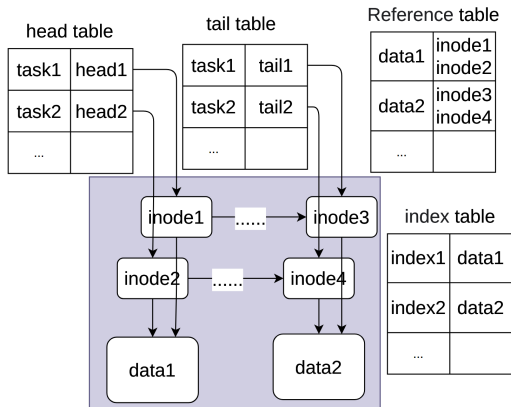 head table
task1 head1
task2 head2
...
tail table
task1 tail1
task2 tail2
...
Reference table
data1 inode1
inode2
data2 inode3
inode4
...
inode1 ...... inode3
inode2 ...... inode4
data1 data2
index table
index1 data1
index2 data2
...